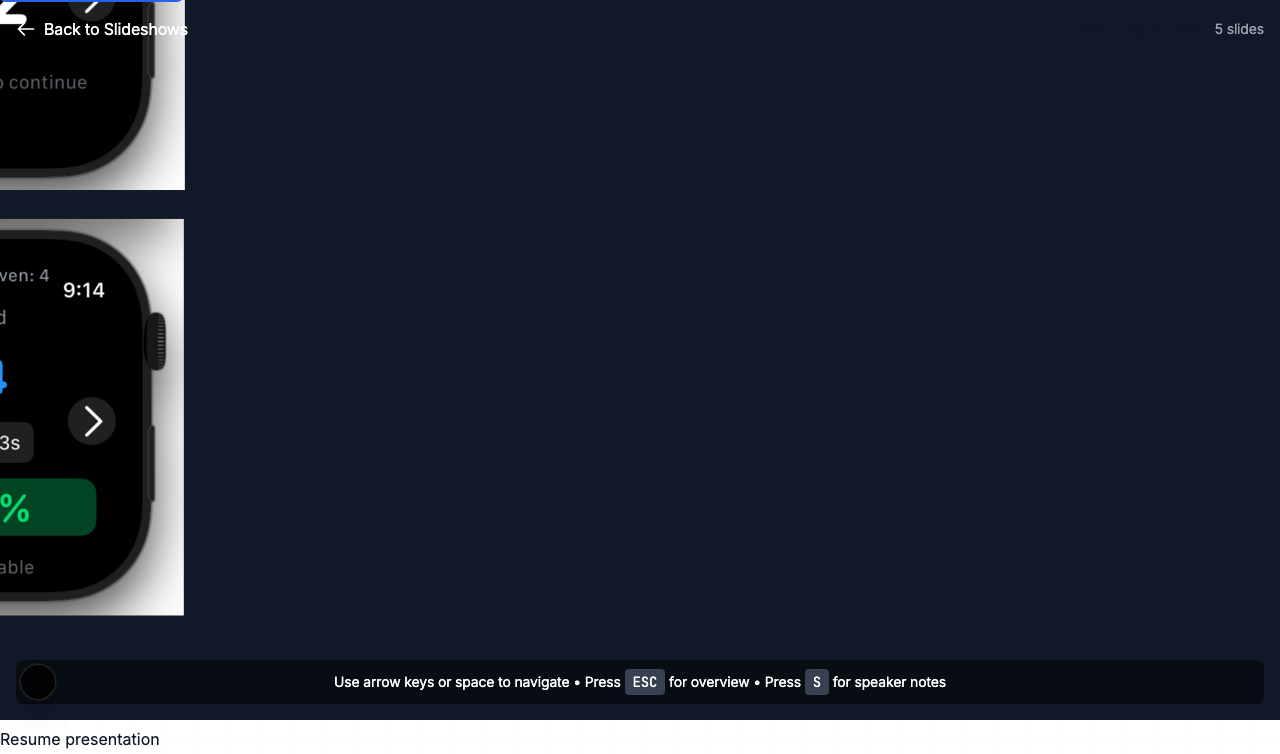 Back to Slideshows
5 slides
continue
ven: 4
9:14
d
3s
%
able
Use arrow keys or space to navigate • Press ESC for overview • Press S for speaker notes
Resume presentation